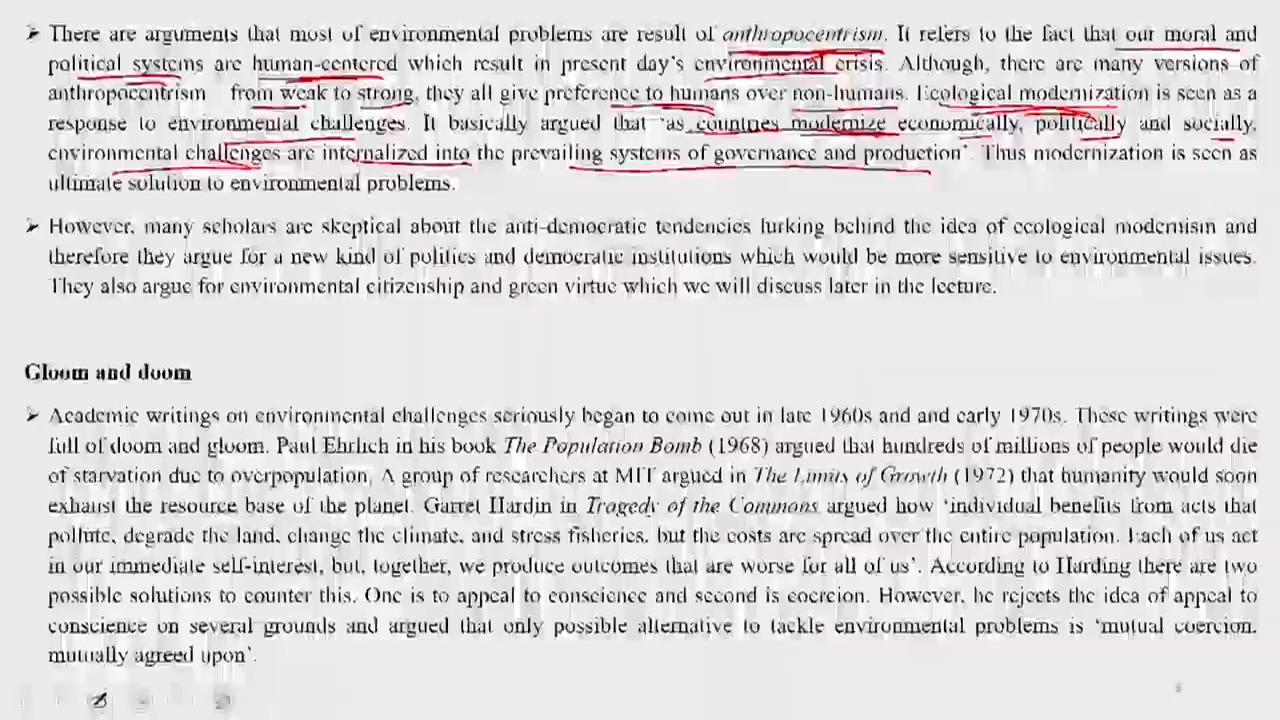 ➤ There are arguments that most of environmental problems are result of anthropocentrism. It refers to the fact that our moral and
political systems are human-centered which result in present day's environmental crisis. Although, there are many versions of
anthropocentrism from weak to strong, they all give preference to humans over non-humans. Ecological modernization is seen as a
response to environmental challenges. It basically argued that 'as countries modernize economically, politically and socially,
environmental challenges are internalized into the prevailing systems of governance and production'. Thus modernization is seen as
ultimate solution to environmental problems.
➤ However, many scholars are skeptical about the anti-democratic tendencies lurking behind the idea of ecological modernism and
therefore they argue for a new kind of politics and democratic institutions which would be more sensitive to environmental issues.
They also argue for environmental citizenship and green virtue which we will discuss later in the lecture.
Gloom and doom
➤ Academic writings on environmental challenges seriously began to come out in late 1960s and and early 1970s. These writings were
full of doom and gloom. Paul Ehrlich in his book The Population Bomb (1968) argued that hundreds of millions of people would die
of starvation due to overpopulation. A group of researchers at MIT argued in The Limits of Growth (1972) that humanity would soon
exhaust the resource base of the planet. Garret Hardin in Tragedy of the Commons argued how 'individual benefits from acts that
pollute, degrade the land, change the climate, and stress fisheries, but the costs are spread over the entire population. Each of us act
in our immediate self-interest, but, together, we produce outcomes that are worse for all of us'. According to Harding there are two
possible solutions to counter this. One is to appeal to conscience and second is coercion. However, he rejects the idea of appeal to
conscience on several grounds and argued that only possible alternative to tackle environmental problems is 'mutual coercion,
mutually agreed upon'.